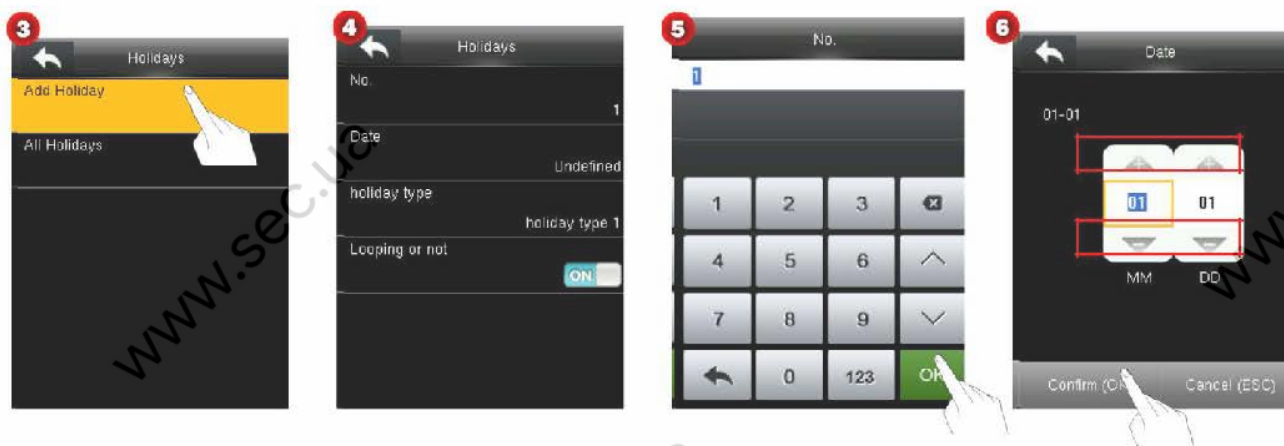 3
Holidays
Add Holiday
All Holidays
4
Holidays
No.
1
Date
Undefined
holiday type
holiday type 1
Looping or not
ON
5
No.
1
1 2 3
4 5 6
7 8 9
0 123 OK
6
Date
01-01
01 01
MM DD
Confirm (OK
Cancel (ESC)
www.sec.ua